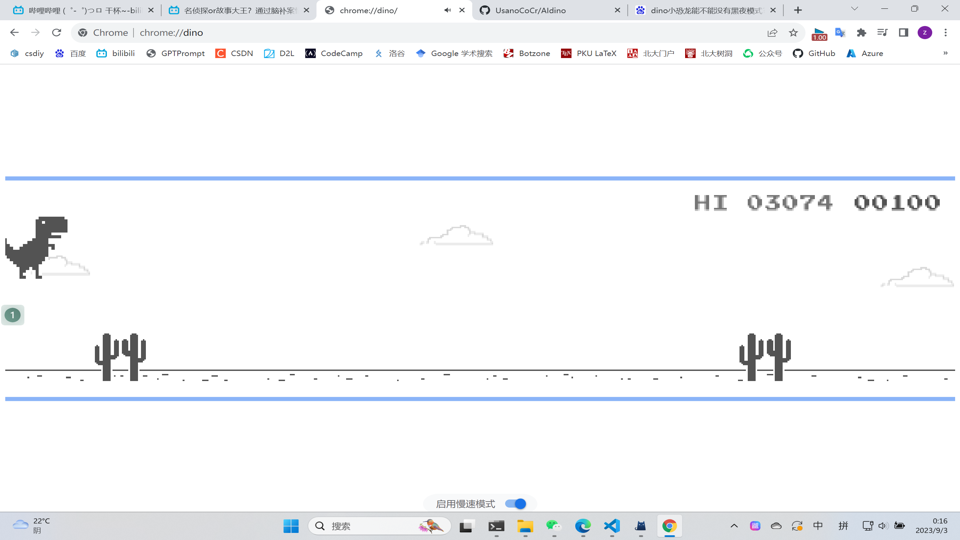 哔哩哔哩 (゜-゜)つロ 干杯~-bili
名侦探or故事大王？通过脑补案
chrome://dino/
UsanoCoCr/AIdino
dino小恐龙能不能没有黑夜模式
Chrome | chrome://dino
1.00
z
csdiy
百度
bilibili
GPTPrompt
CSDN
D2L
CodeCamp
洛谷
Google 学术搜索
Botzone
PKU LaTeX
北大门户
北大树洞
公众号
GitHub
Azure
»
HI 03074 00100
1
启用慢速模式
22°C
阴
搜索
中
拼
0:16
2023/9/3